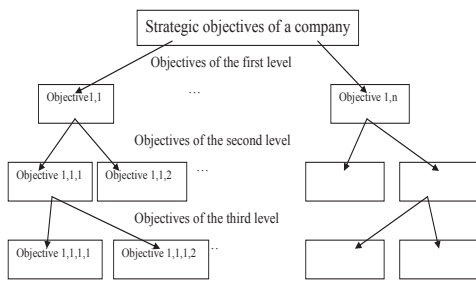 Strategic objectives of a company
Objectives of the first level
Objective1,1
…
Objective 1,n
Objectives of the second level
Objective 1,1,1
Objective 1,1,2
…
Objectives of the third level
Objective 1,1,1,1
Objective 1,1,1,2
..